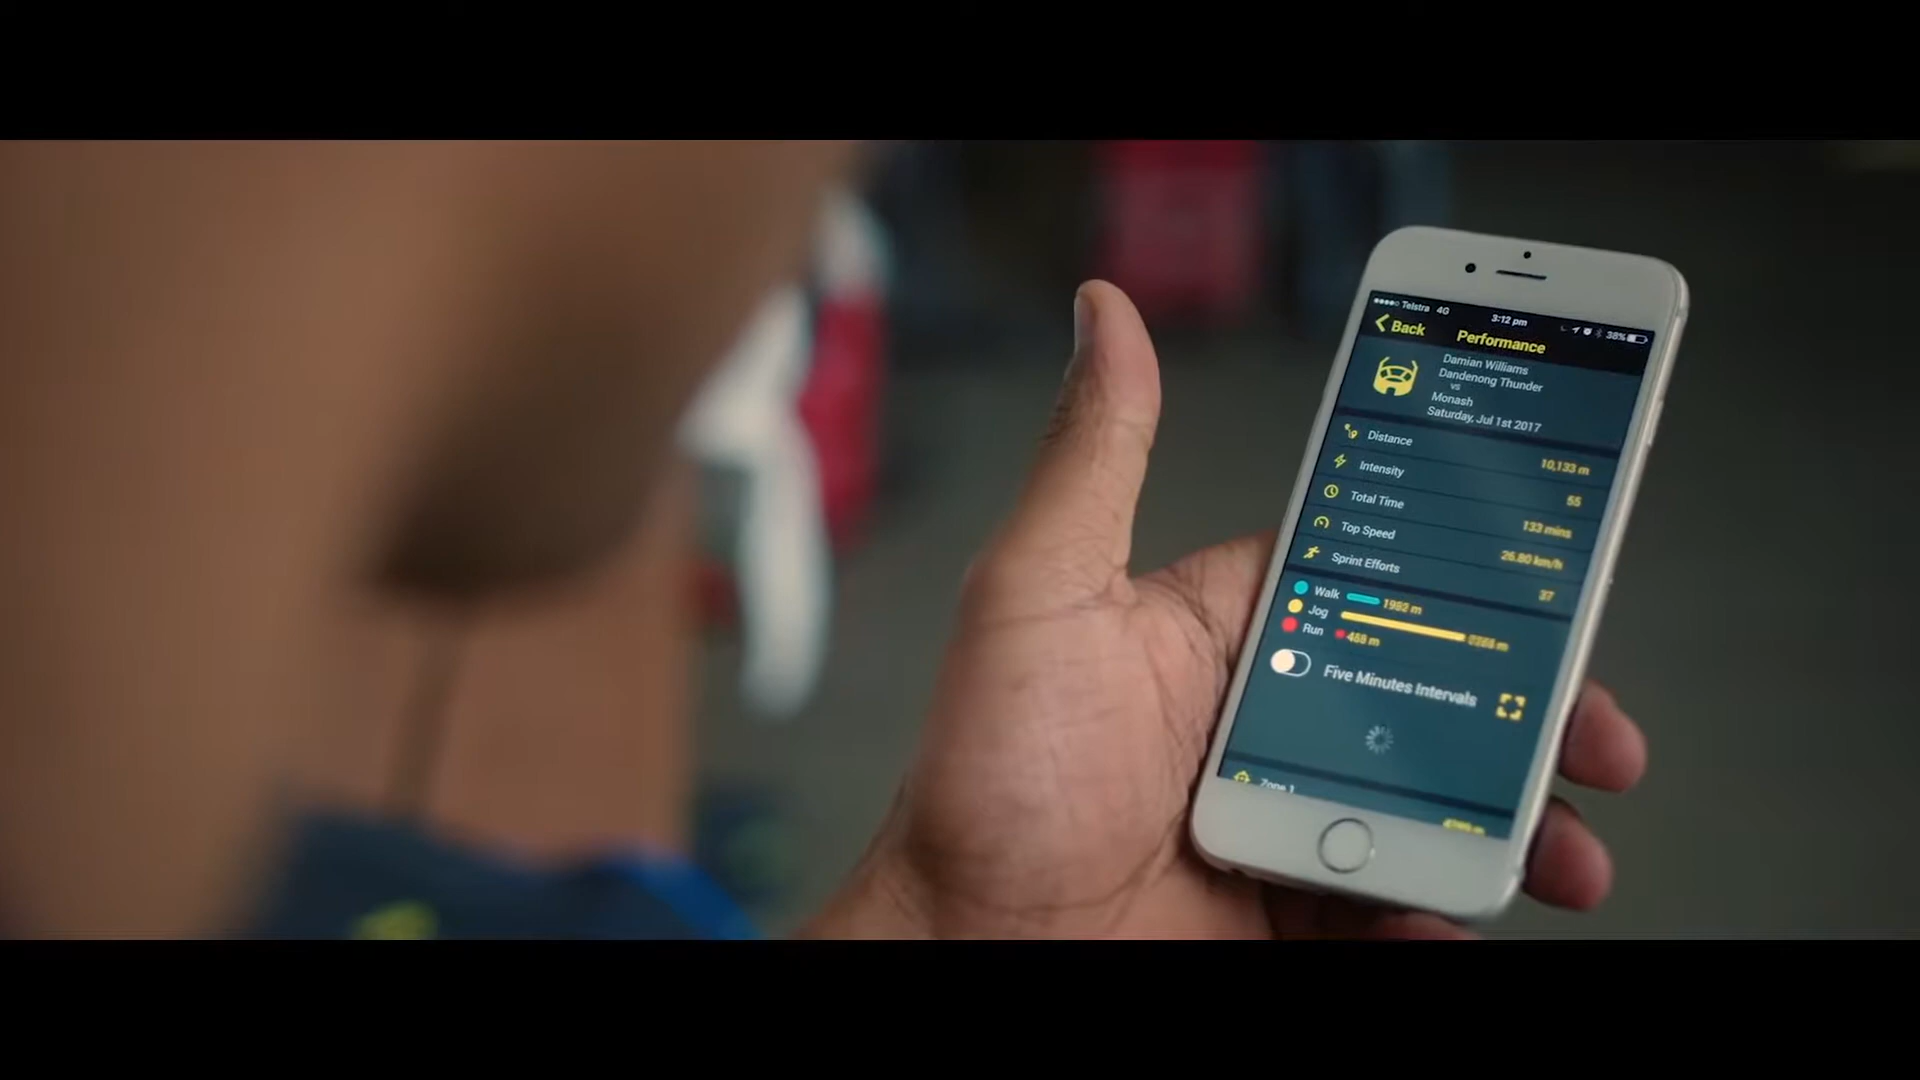 Telstra 4G 3:12 pm 38%
Back
Performance
Damian Williams
Dandenong Thunder
vs
Monash
Saturday, Jul 1st 2017
Distance 10,133 m
Intensity 55
Total Time 133 mins
Top Speed 26.80 km/h
Sprint Efforts 37
Walk 1982 m
Jog
Run 468 m
Five Minutes Intervals
Zone 1